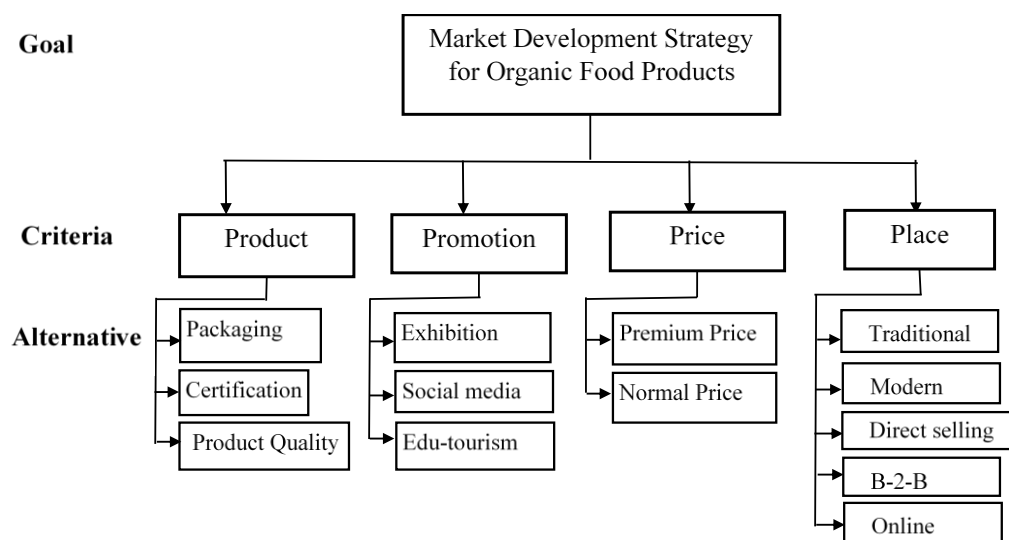 Goal
Market Development Strategy
for Organic Food Products
Criteria
Product
Promotion
Price
Place
Alternative
Packaging
Certification
Product Quality
Exhibition
Social media
Edu-tourism
Premium Price
Normal Price
Traditional
Modern
Direct selling
B-2-B
Online